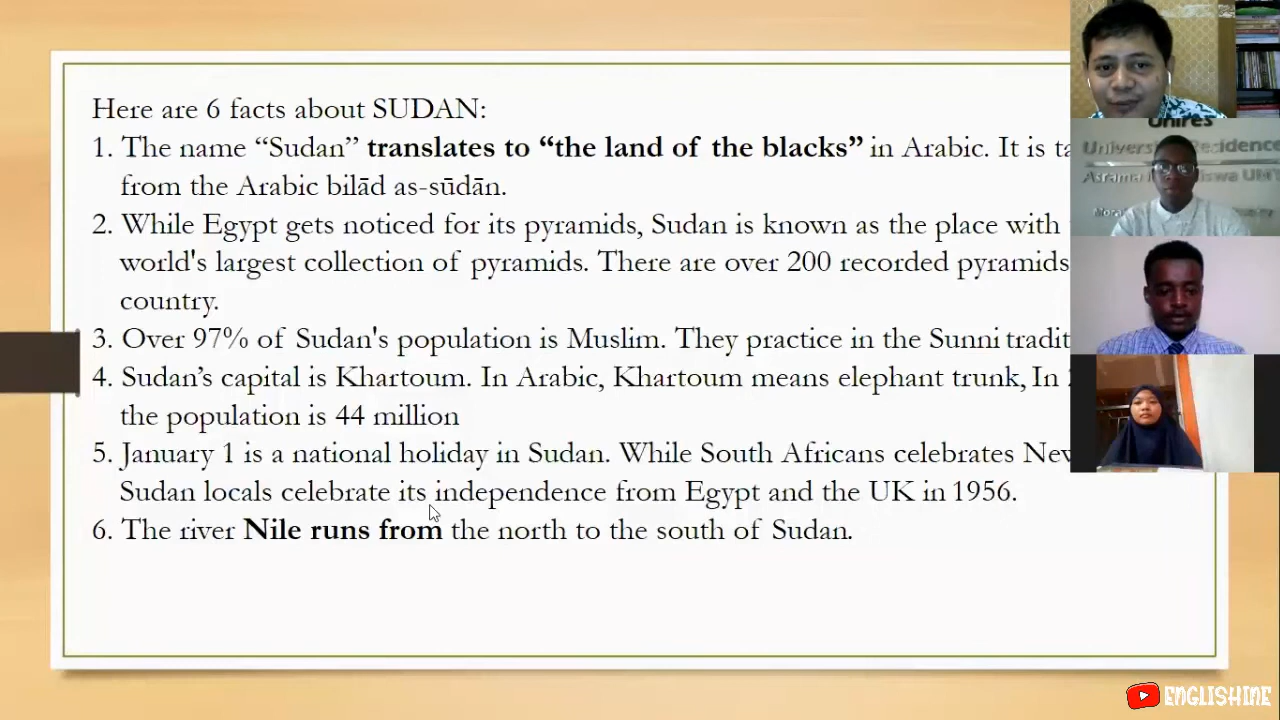 Here are 6 facts about SUDAN:
1. The name “Sudan” translates to “the land of the blacks” in Arabic. It is
from the Arabic bilād as-sūdān.
2. While Egypt gets noticed for its pyramids, Sudan is known as the place with
world's largest collection of pyramids. There are over 200 recorded pyramids
country.
3. Over 97% of Sudan's population is Muslim. They practice in the Sunni
4. Sudan’s capital is Khartoum. In Arabic, Khartoum means elephant trunk, In
the population is 44 million
5. January 1 is a national holiday in Sudan. While South Africans celebrates
Sudan locals celebrate its independence from Egypt and the UK in 1956.
6. The river Nile runs from the north to the south of Sudan.
Unires
Residence
Asrama
ENGLISHINE